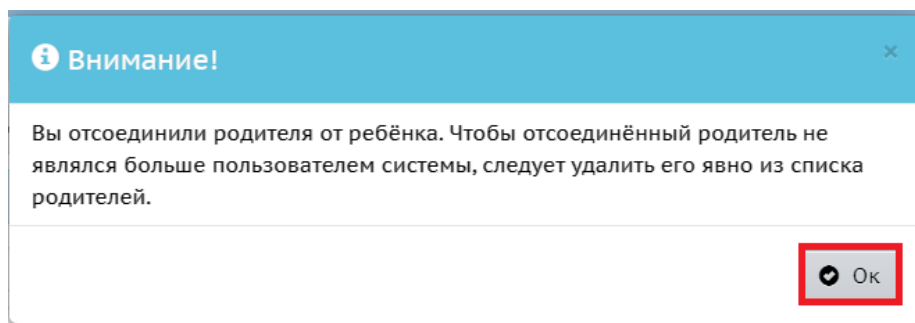 Внимание!
Вы отсоединили родителя от ребёнка. Чтобы отсоединённый родитель не
являлся больше пользователем системы, следует удалить его явно из списка
родителей.
Ок